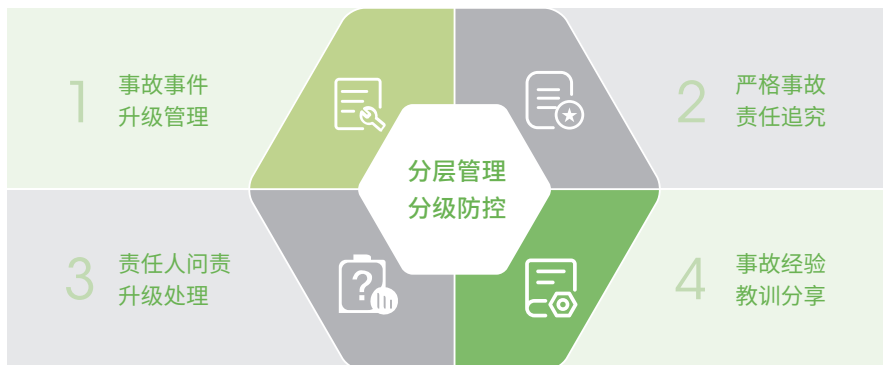 1
事故事件
升级管理
2
严格事故
责任追究
分层管理
分级防控
3
责任人问责
升级处理
?
4
事故经验
教训分享